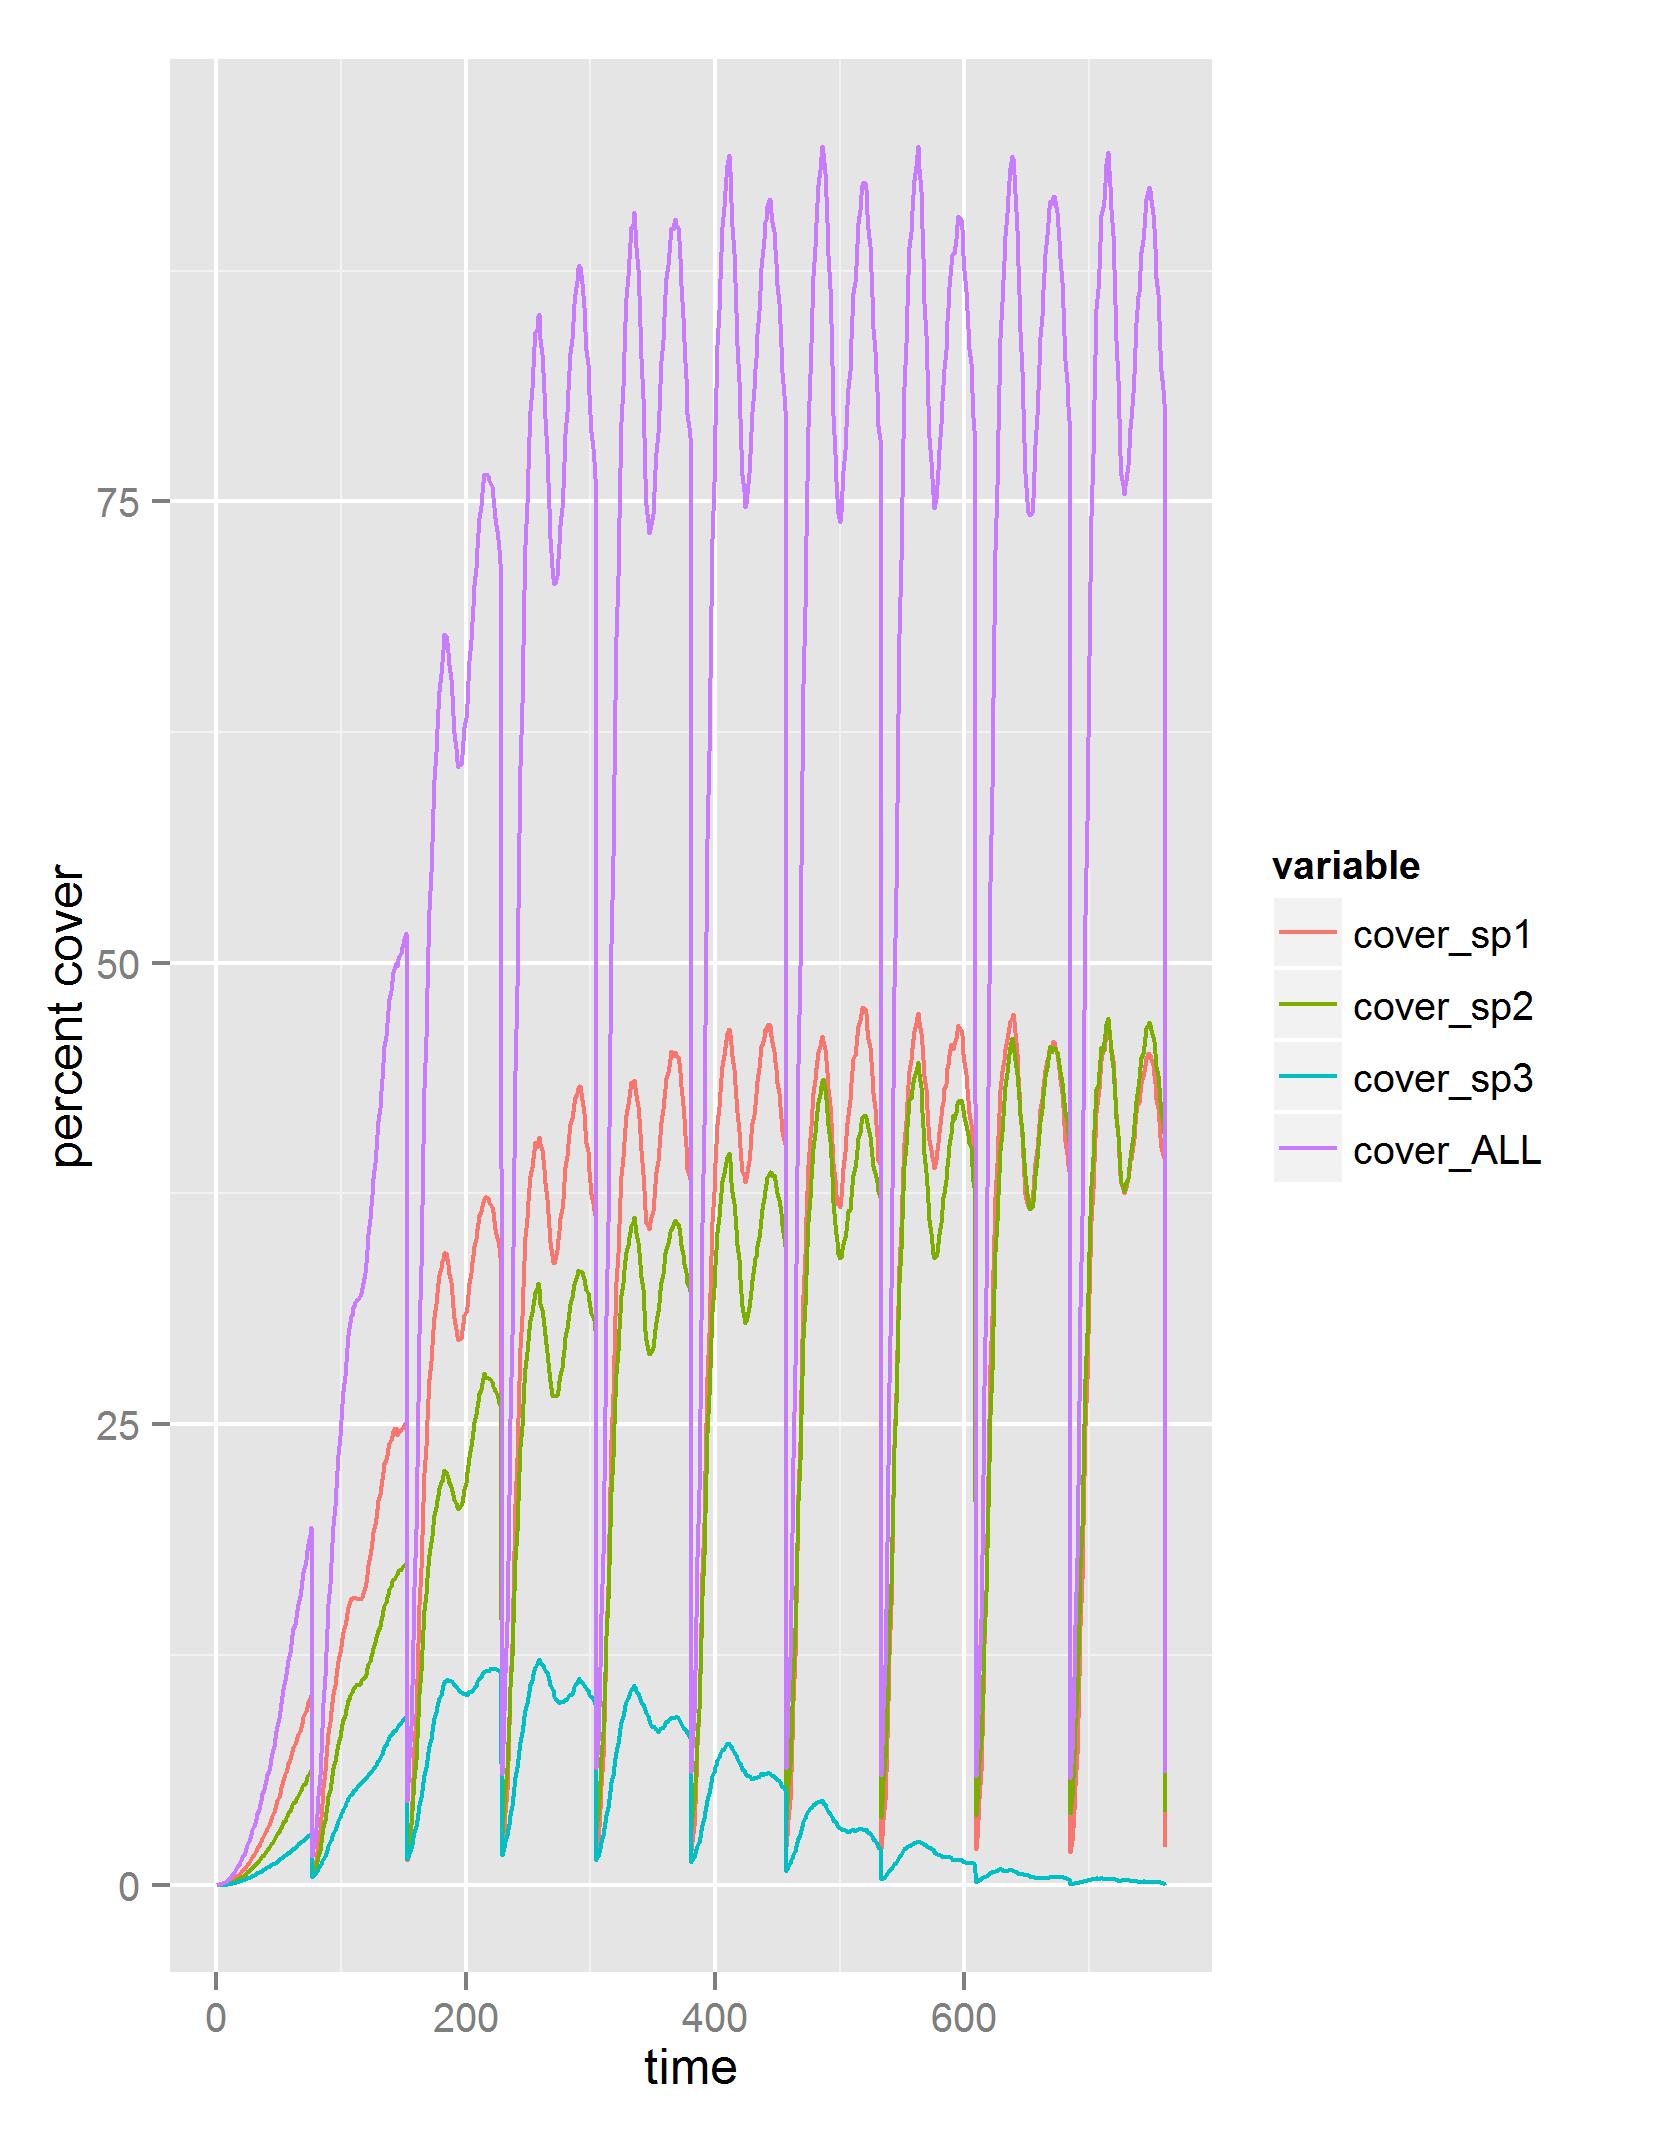 percent cover
75
50
25
0
0 200 400 600
time
variable
cover_sp1
cover_sp2
cover_sp3
cover_ALL